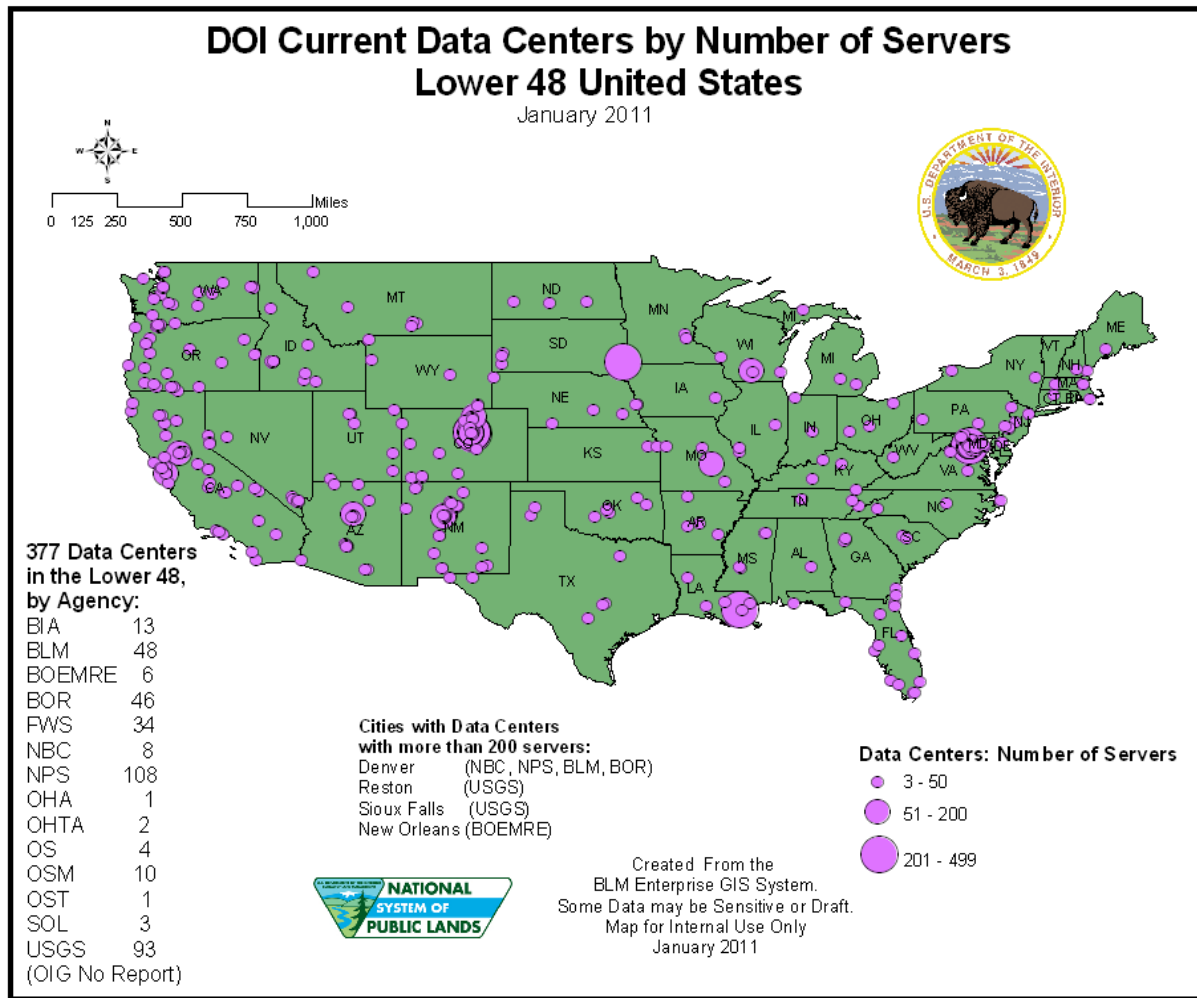 DOI Current Data Centers by Number of Servers
Lower 48 United States
January 2011
N
W E
S
Miles
0 125 250 500 750 1,000
U.S. DEPARTMENT OF THE INTERIOR
MARCH 3, 1849
WA
MT
ND
MN
MI
ME
OR
ID
SD
WI
MI
NY
VT
NH
WY
IA
MA
CT RI
NE
PA
NJ
NV
UT
CO
IL
IN
OH
MD
DE
WV
VA
KS
MO
KY
CA
AZ
NM
OK
AR
TN
NC
SC
MS
AL
GA
TX
LA
FL
377 Data Centers
in the Lower 48,
by Agency:
BIA 13
BLM 48
BOEMRE 6
BOR 46
FWS 34
NBC 8
NPS 108
OHA 1
OHTA 2
OS 4
OSM 10
OST 1
SOL 3
USGS 93
(OIG No Report)
Cities with Data Centers
with more than 200 servers:
Denver (NBC, NPS, BLM, BOR)
Reston (USGS)
Sioux Falls (USGS)
New Orleans (BOEMRE)
Data Centers: Number of Servers
3 - 50
51 - 200
201 - 499
NATIONAL
SYSTEM OF
PUBLIC LANDS
Created From the
BLM Enterprise GIS System.
Some Data may be Sensitive or Draft.
Map for Internal Use Only
January 2011